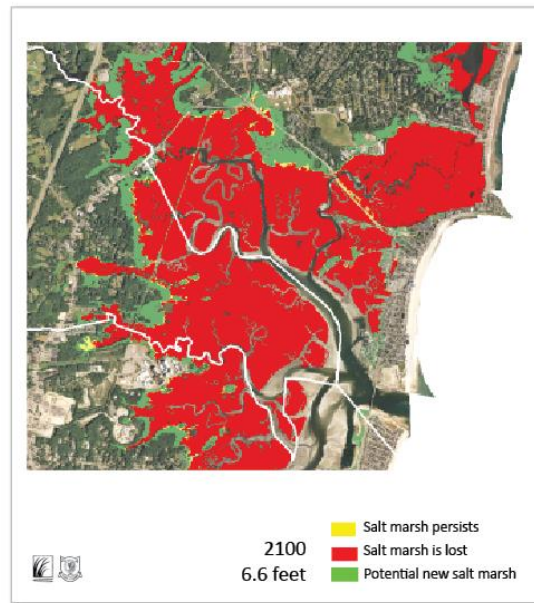 2100
6.6 feet
Salt marsh persists
Salt marsh is lost
Potential new salt marsh